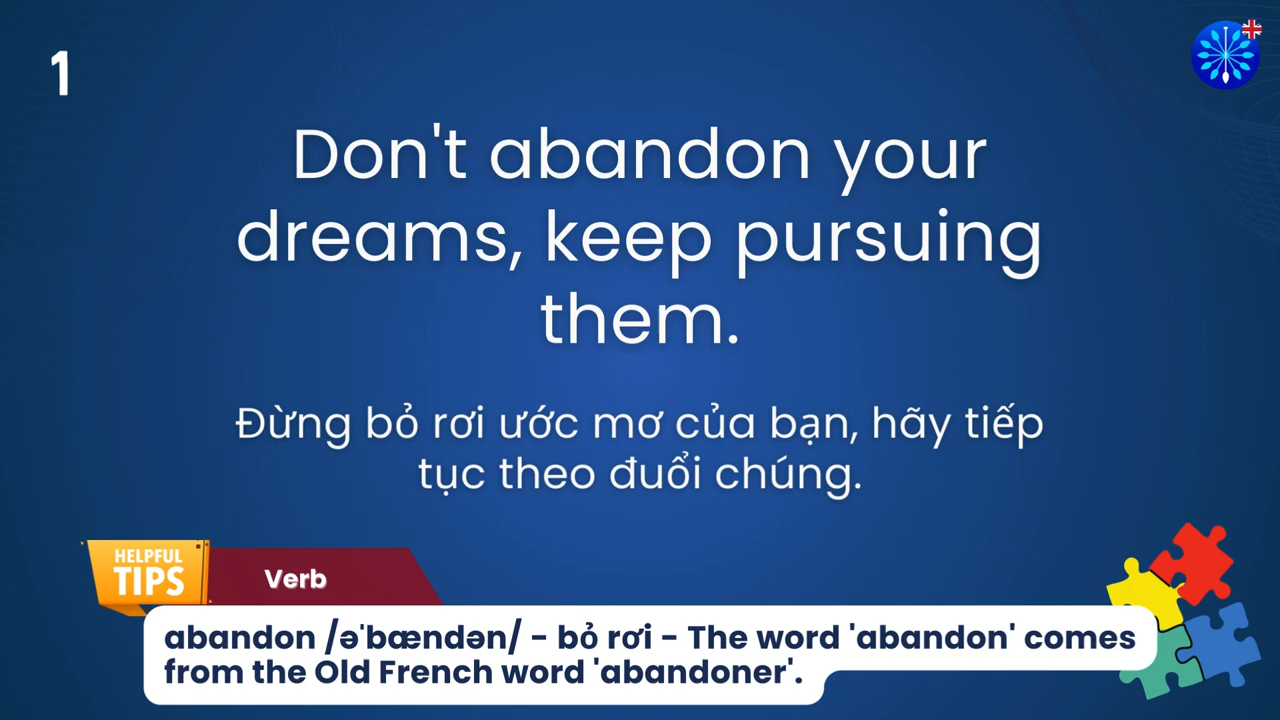 1
Don't abandon your
dreams, keep pursuing
them.
Đừng bỏ rơi ước mơ của bạn, hãy tiếp
tục theo đuổi chúng.
HELPFUL
TIPS
Verb
abandon /ə'bændən/ - bỏ rơi - The word 'abandon' comes
from the Old French word 'abandoner'.